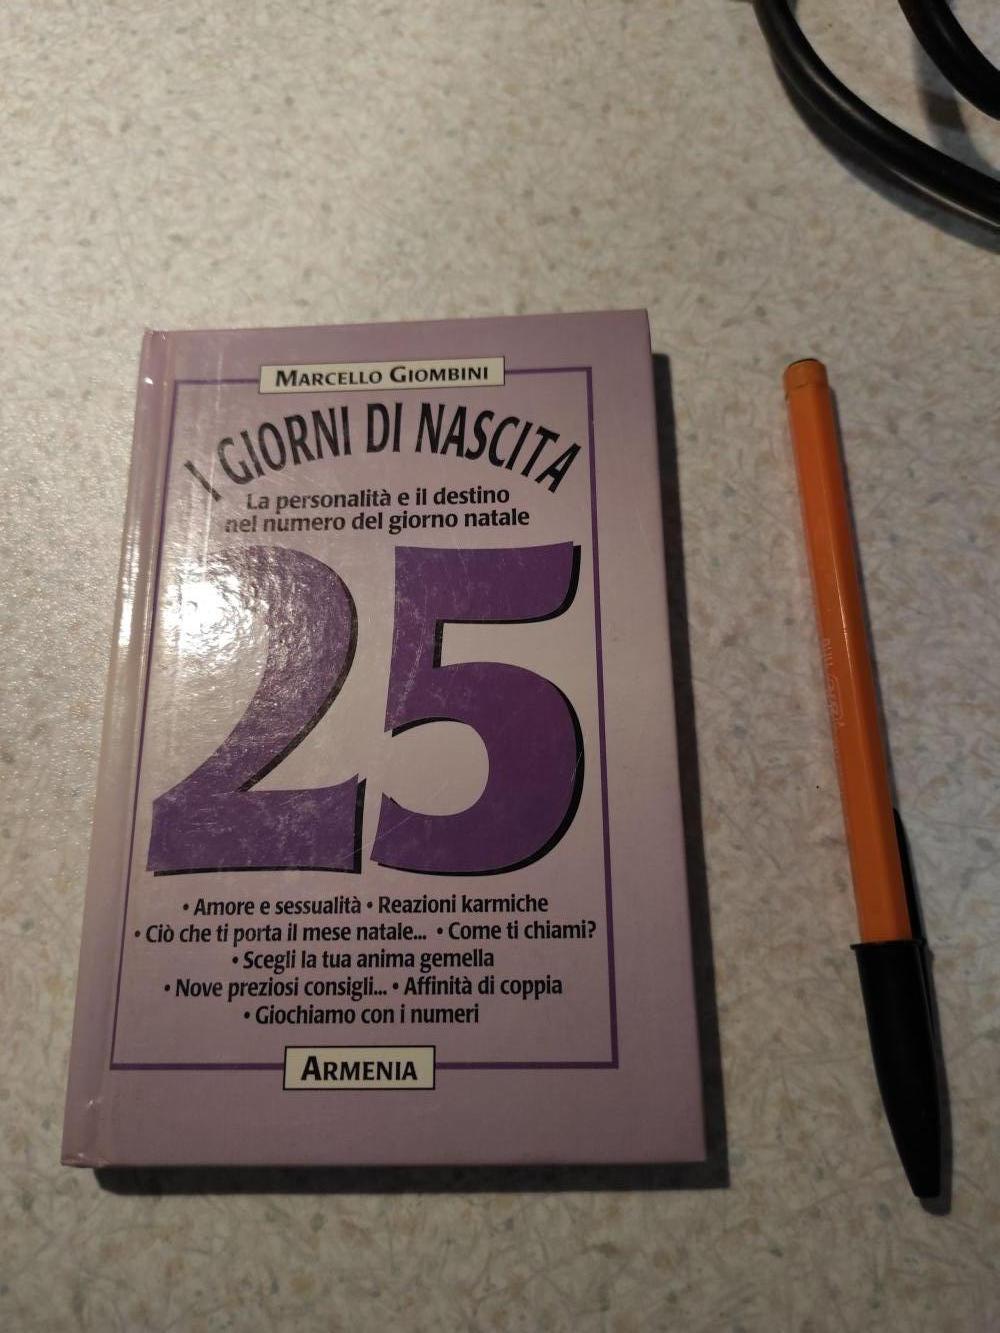 MARCELLO GIOMBINI
I GIORNI DI NASCITA
La personalità e il destino
nel numero del giorno natale
25
• Amore e sessualità • Reazioni karmiche
• Ciò che ti porta il mese natale... • Come ti chiami?
• Scegli la tua anima gemella
• Nove preziosi consigli... • Affinità di coppia
• Giochiamo con i numeri
ARMENIA